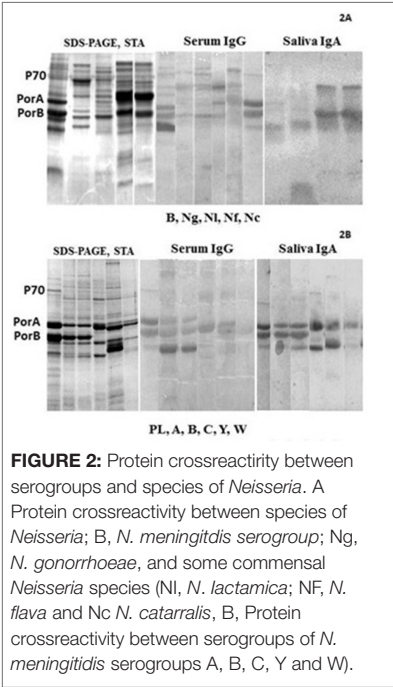 2A
SDS-PAGE, STA Serum IgG Saliva IgA
P70
PorA
PorB
B, Ng, Nl, Nf, Nc
2B
SDS-PAGE, STA Serum IgG Saliva IgA
P70
PorA
PorB
PL, A, B, C, Y, W
FIGURE 2: Protein crossreactirity between
serogroups and species of Neisseria. A
Protein crossreactivity between species of
Neisseria; B, N. meningitdis serogroup; Ng,
N. gonorrhoeae, and some commensal
Neisseria species (Nl, N. lactamica; NF, N.
flava and Nc N. catarralis, B, Protein
crossreactivity between serogroups of N.
meningitidis serogroups A, B, C, Y and W).